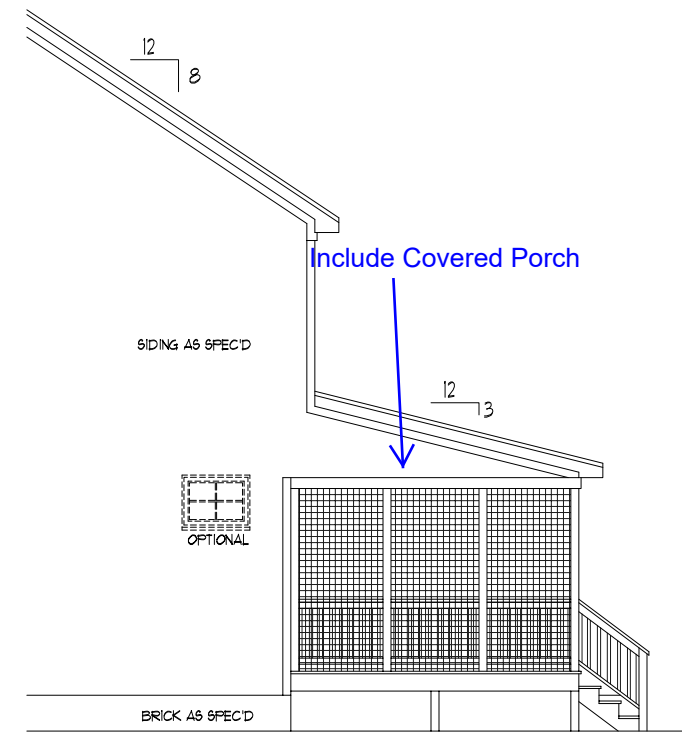 12
8
Include Covered Porch
SIDING AS SPEC'D
12
3
OPTIONAL
BRICK AS SPEC'D